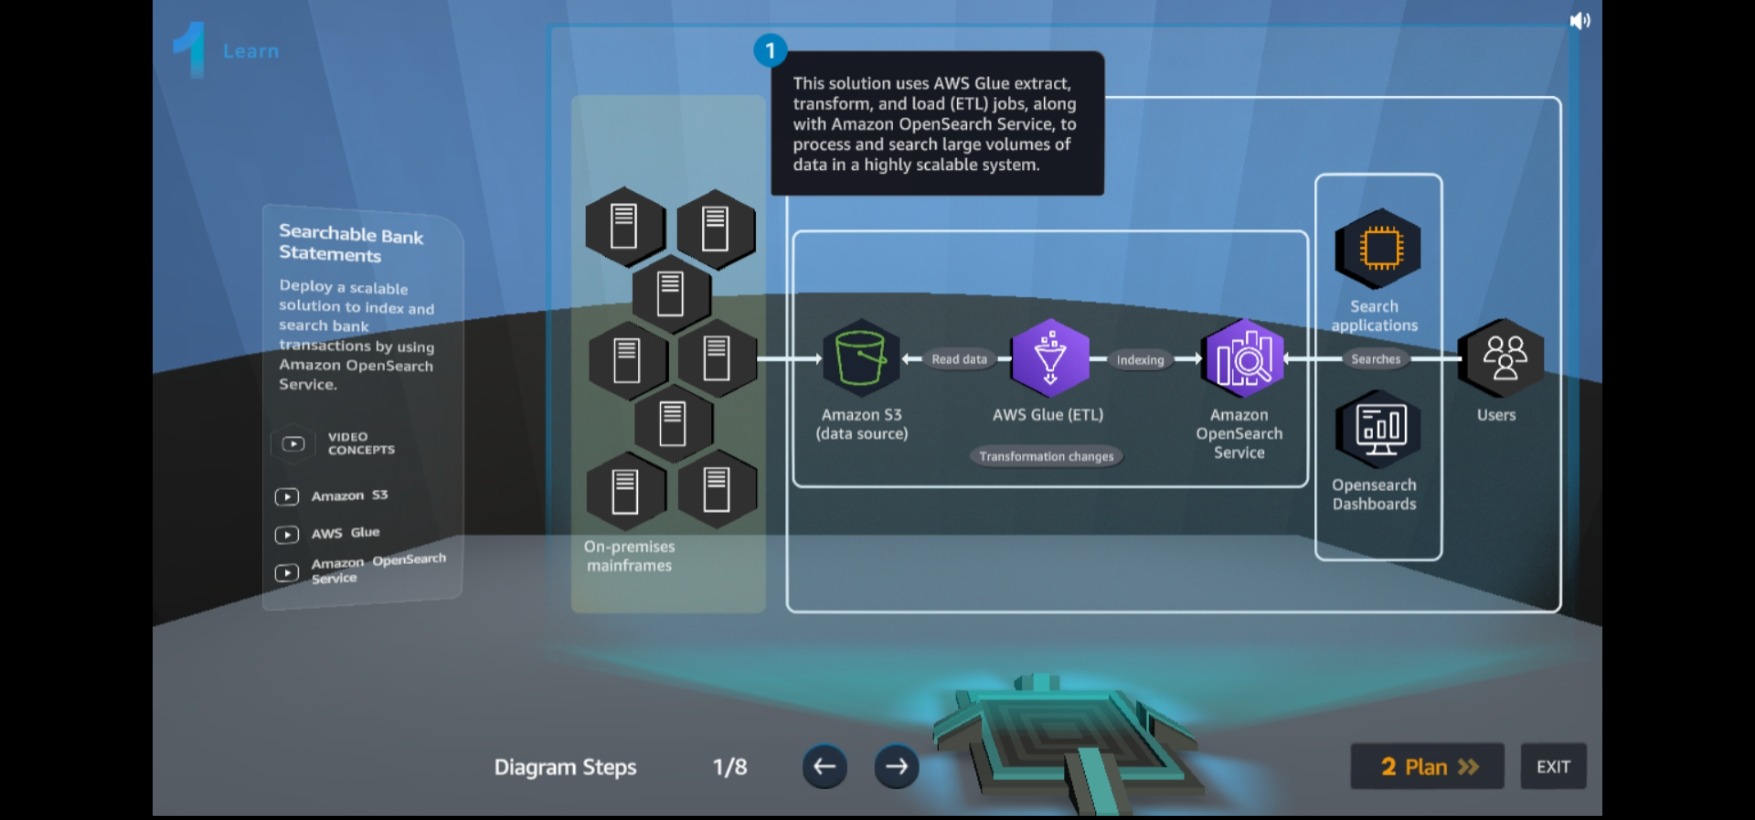 1 Learn
1
This solution uses AWS Glue extract,
transform, and load (ETL) jobs, along
with Amazon OpenSearch Service, to
process and search large volumes of
data in a highly scalable system.
Searchable Bank
Statements
Deploy a scalable
solution to index and
search bank
transactions by using
Amazon OpenSearch
Service.
VIDEO
CONCEPTS
Amazon S3
AWS Glue
Amazon OpenSearch
Service
On-premises
mainframes
Amazon S3
(data source)
Read data
AWS Glue (ETL)
Transformation changes
Indexing
Amazon
OpenSearch
Service
Search
applications
Searches
Opensearch
Dashboards
Users
Diagram Steps
1/8
2 Plan
EXIT